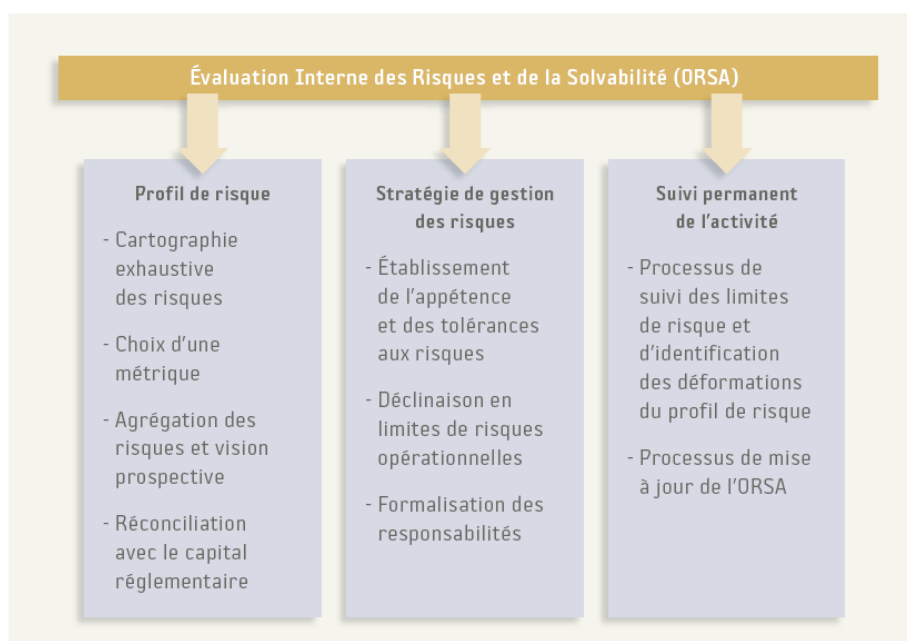 Évaluation Interne des Risques et de la Solvabilité (ORSA)
Profil de risque
- Cartographie
exhaustive
des risques
- Choix d'une
métrique
- Agrégation des
risques et vision
prospective
- Réconciliation
avec le capital
réglementaire
Stratégie de gestion
des risques
- Établissement
de l'appétence
et des tolérances
aux risques
- Déclinaison en
limites de risques
opérationnelles
- Formalisation des
responsabilités
Suivi permanent
de l'activité
- Processus de
suivi des limites
de risque et
d'identification
des déformations
du profil de risque
- Processus de mise
à jour de l'ORSA